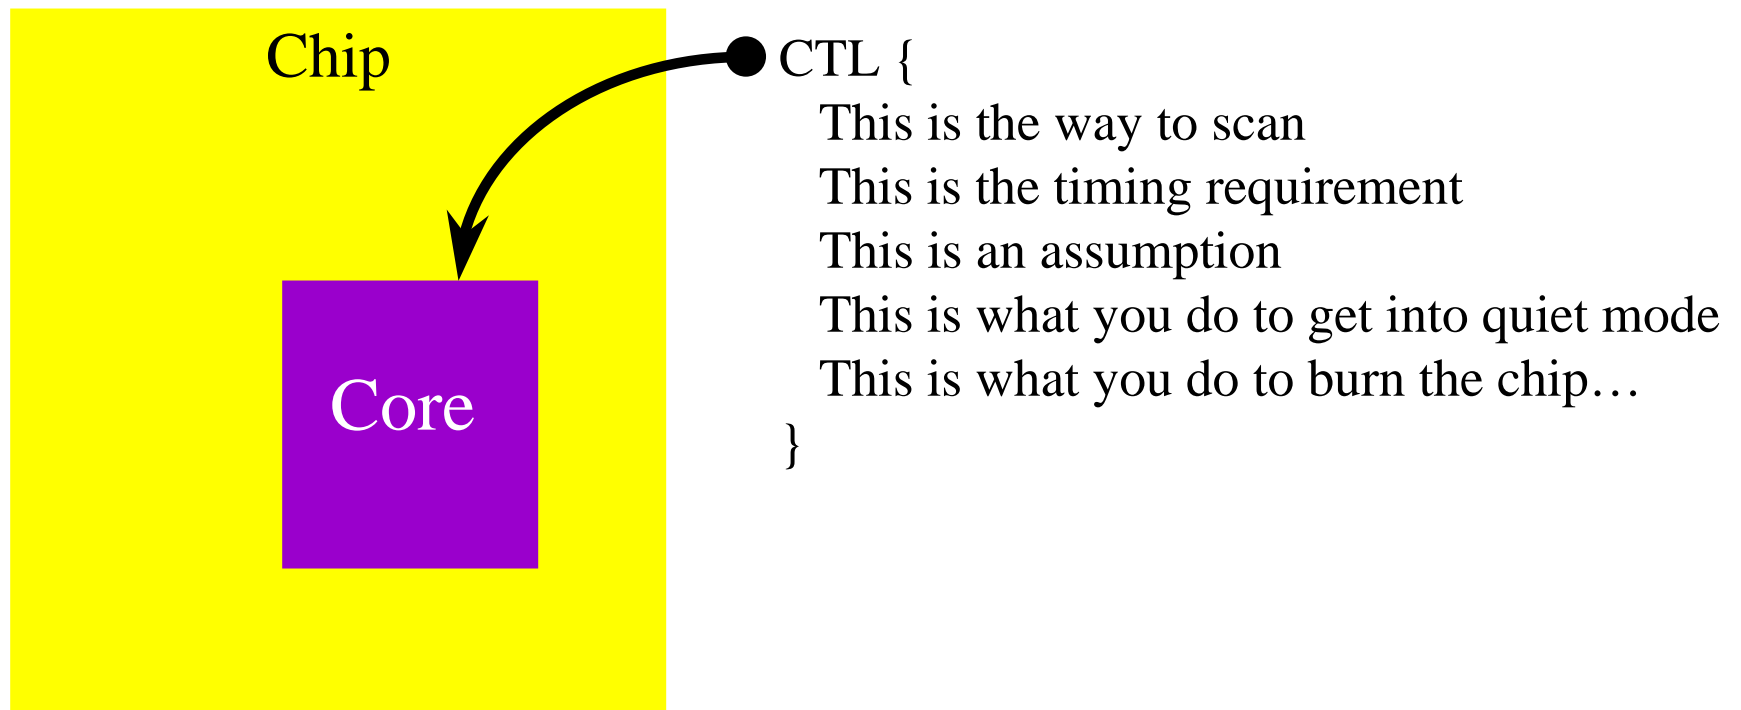 Chip
CTL {
This is the way to scan
This is the timing requirement
This is an assumption
This is what you do to get into quiet mode
This is what you do to burn the chip…
}
Core